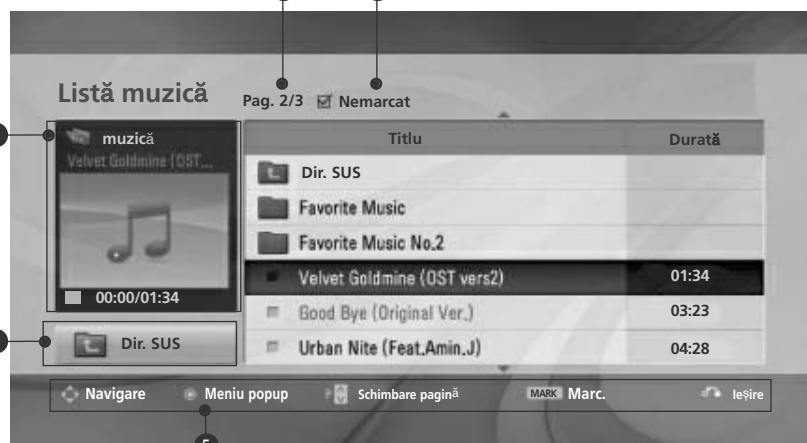 Listă muzică
Pag. 2/3 Nemarcat
muzică
Velvet Goldmine (OST...
00:00/01:34
Dir. SUS
Titlu Durată
Dir. SUS
Favorite Music
Favorite Music No.2
Velvet Goldmine (OST vers2) 01:34
Good Bye (Original Ver.) 03:23
Urban Nite (Feat.Amin.J) 04:28
Navigare Meniu popup P Schimbare pagină MARK Marc. Ieşire
5